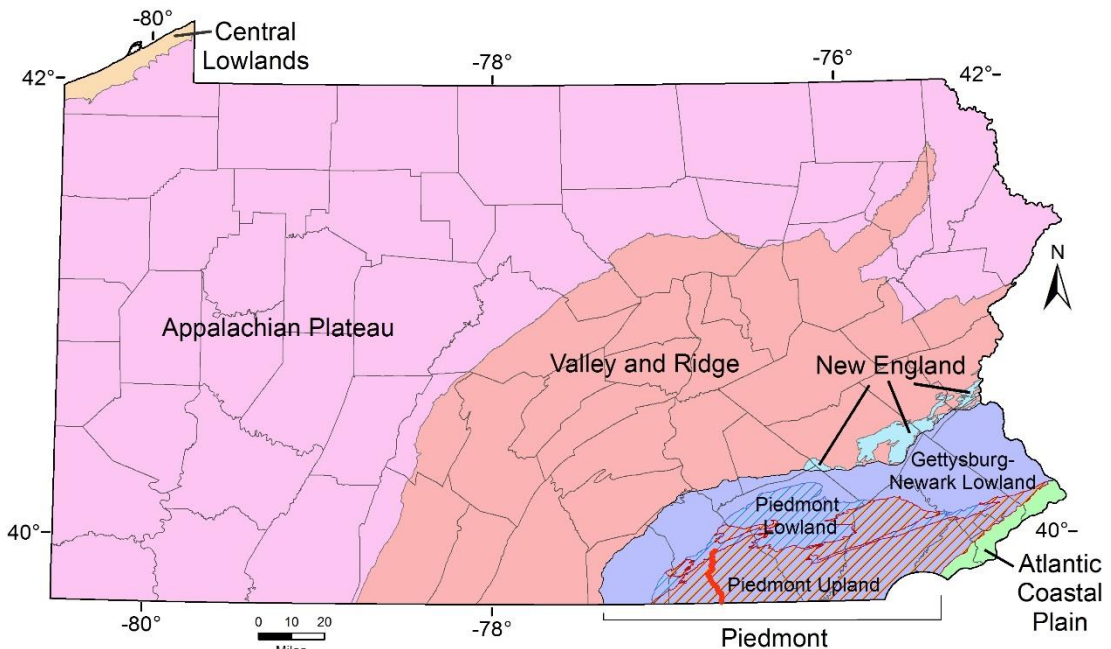 -80°
Central
Lowlands
-78°
-76°
42°
42°
N
Appalachian Plateau
Valley and Ridge
New England
Gettysburg-
Newark Lowland
Piedmont
Lowland
40°
40°
Piedmont Upland
Atlantic
Coastal
Plain
-80°
0 10 20
Miles
-78°
Piedmont